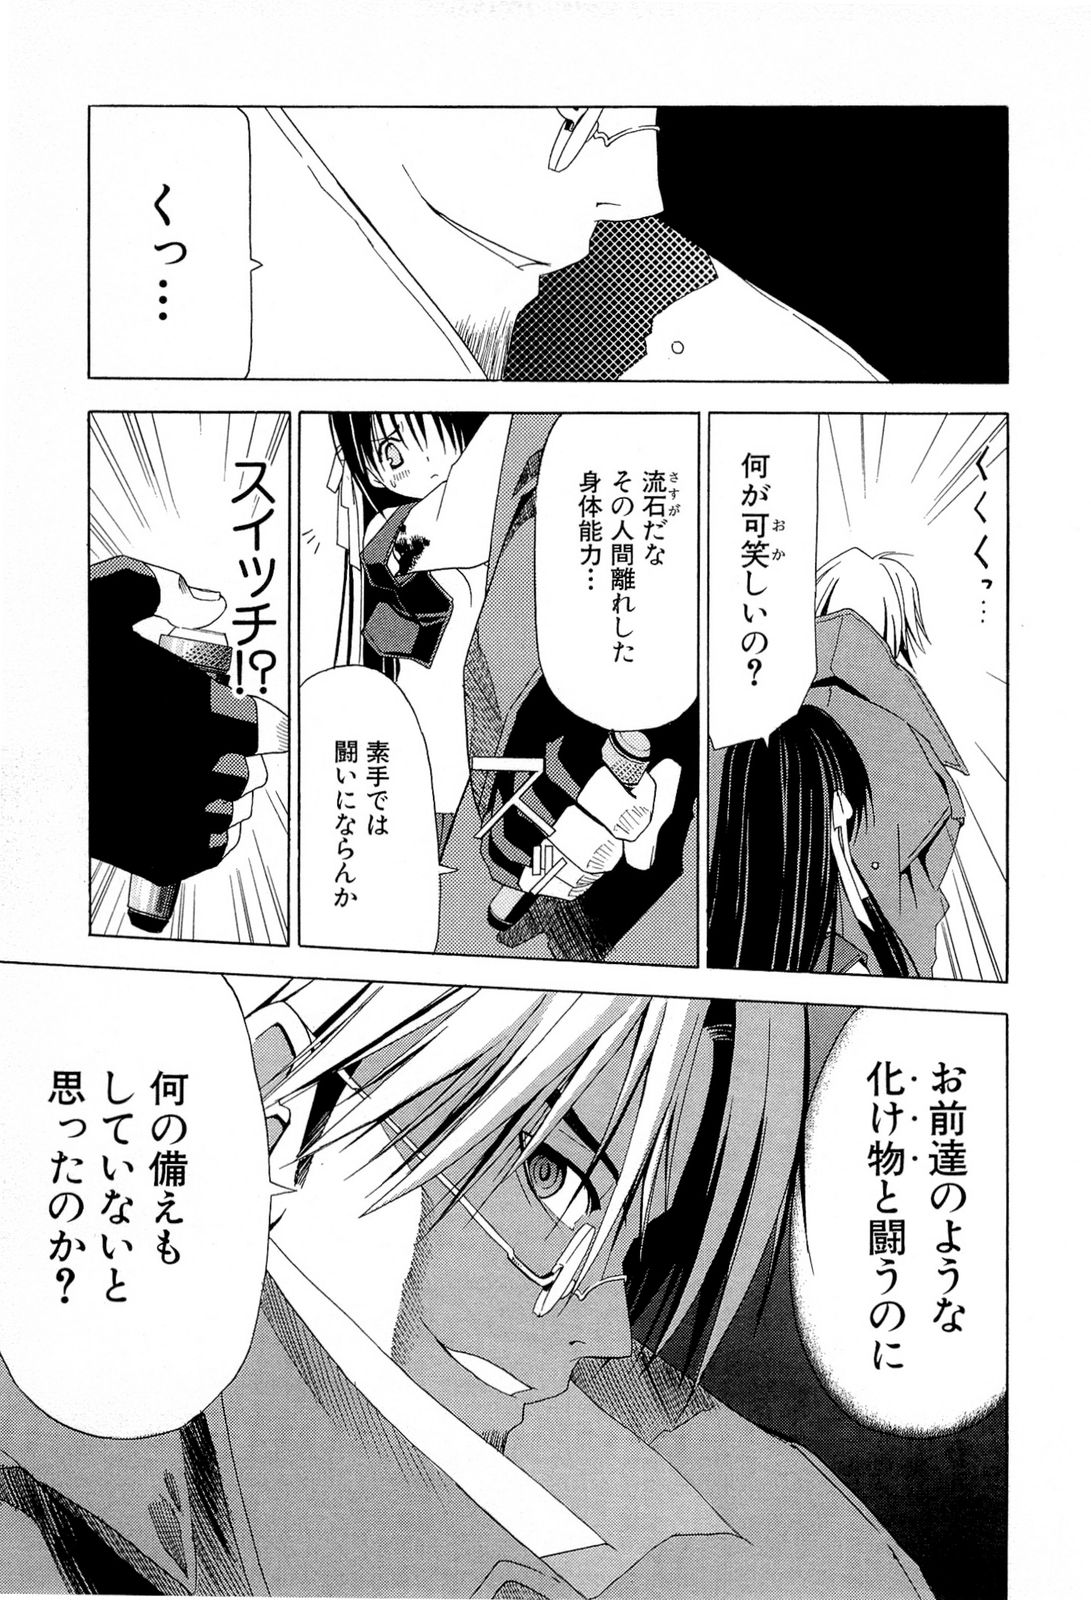 くっ…
くくくっ…
何が可笑しいの？
流石だな
その人間離れした
身体能力…
素手では
闘いにならんか
スイッチ!?
お前達のような
化け物と闘うのに
何の備えも
していないと
思ったのか？